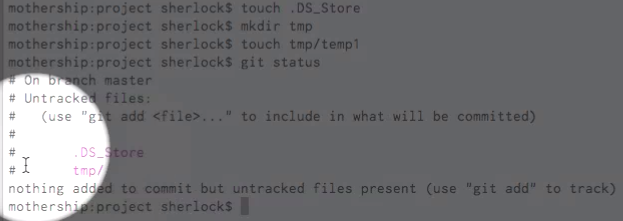 mothership:project sherlock$ touch .DS_Store
mothership:project sherlock$ mkdir tmp
mothership:project sherlock$ touch tmp/temp1
mothership:project sherlock$ git status
# On branch master
# Untracked files:
#   (use "git add <file>..." to include in what will be committed)
#
#       .DS_Store
#       tmp/
nothing added to commit but untracked files present (use "git add" to track)
mothership:project sherlock$